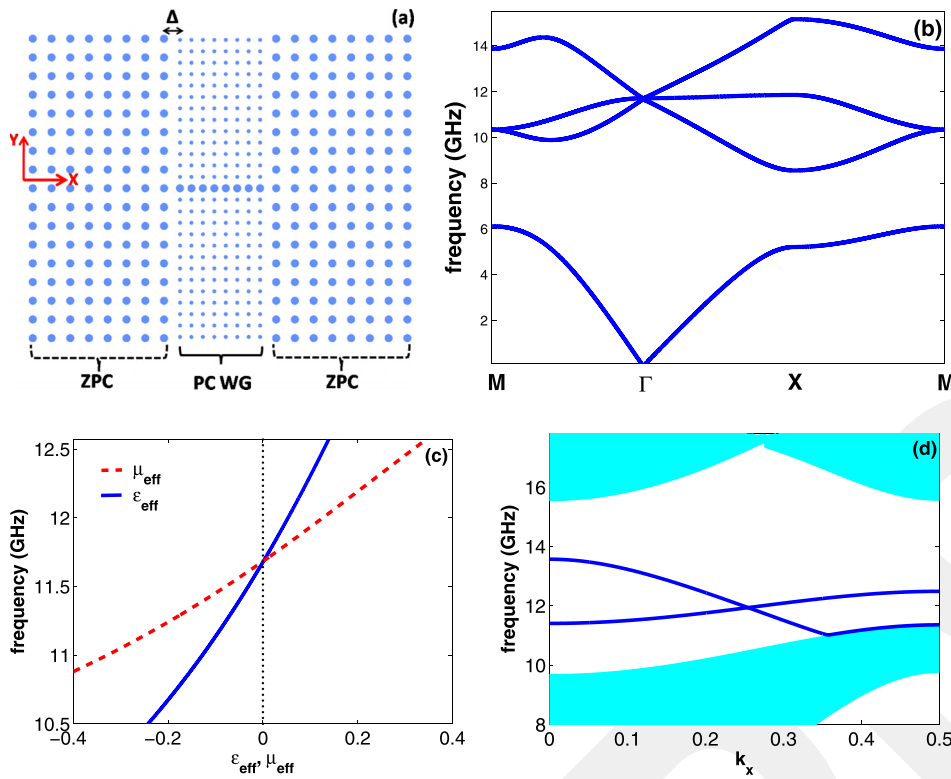 Δ
(a)
Y
X
ZPC
PC WG
ZPC
(b)
frequency (GHz)
14
12
10
8
6
4
2
M
Γ
X
M
(c)
frequency (GHz)
12.5
12
11.5
11
10.5
μeff
εeff
−0.4
−0.2
0
0.2
0.4
εeff, μeff
(d)
frequency (GHz)
16
14
12
10
8
0
0.1
0.2
0.3
0.4
0.5
kx